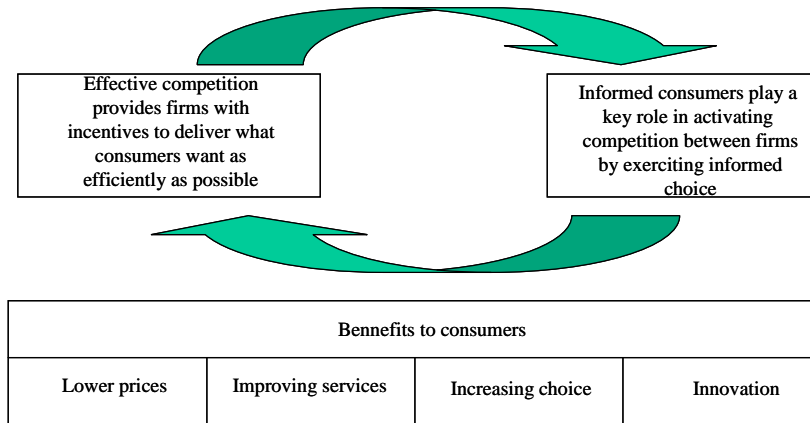 Effective competition
provides firms with
incentives to deliver what
consumers want as
efficiently as possible
Informed consumers play a
key role in activating
competition between firms
by exerciting informed
choice
Bennefits to consumers
Lower prices
Improving services
Increasing choice
Innovation